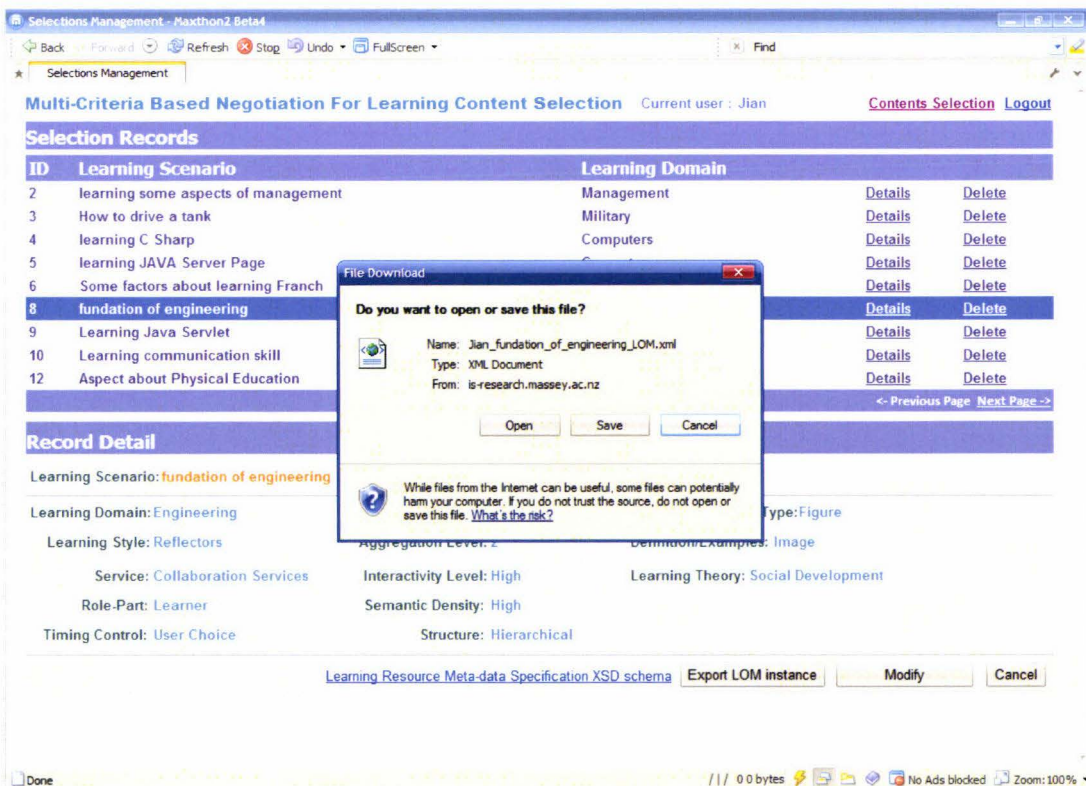 Selections Management - Maxthon2 Beta4
Back Forward Refresh Stop Undo FullScreen Find
Selections Management
Multi-Criteria Based Negotiation For Learning Content Selection Current user : Jian Contents Selection Logout
Selection Records
ID Learning Scenario Learning Domain
2 learning some aspects of management Management Details Delete
3 How to drive a tank Military Details Delete
4 learning C Sharp Computers Details Delete
5 learning JAVA Server Page Details Delete
6 Some factors about learning Franch Details Delete
8 fundation of engineering Details Delete
9 Learning Java Servlet Details Delete
10 Learning communication skill Details Delete
12 Aspect about Physical Education Details Delete
<- Previous Page Next Page ->
File Download
Do you want to open or save this file?
Name: Jian_fundation_of_engineering_LOM.xml
Type: XML Document
From: is-research.massey.ac.nz
Open Save Cancel
While files from the Internet can be useful, some files can potentially
harm your computer. If you do not trust the source, do not open or
save this file. What's the risk?
Record Detail
Learning Scenario: fundation of engineering
Learning Domain: Engineering Type: Figure
Learning Style: Reflectors Aggregation Level: 2 Definition/Examples: Image
Service: Collaboration Services Interactivity Level: High Learning Theory: Social Development
Role-Part: Learner Semantic Density: High
Timing Control: User Choice Structure: Hierarchical
Learning Resource Meta-data Specification XSD schema Export LOM instance Modify Cancel
Done / | / 0 0 bytes No Ads blocked Zoom: 100%